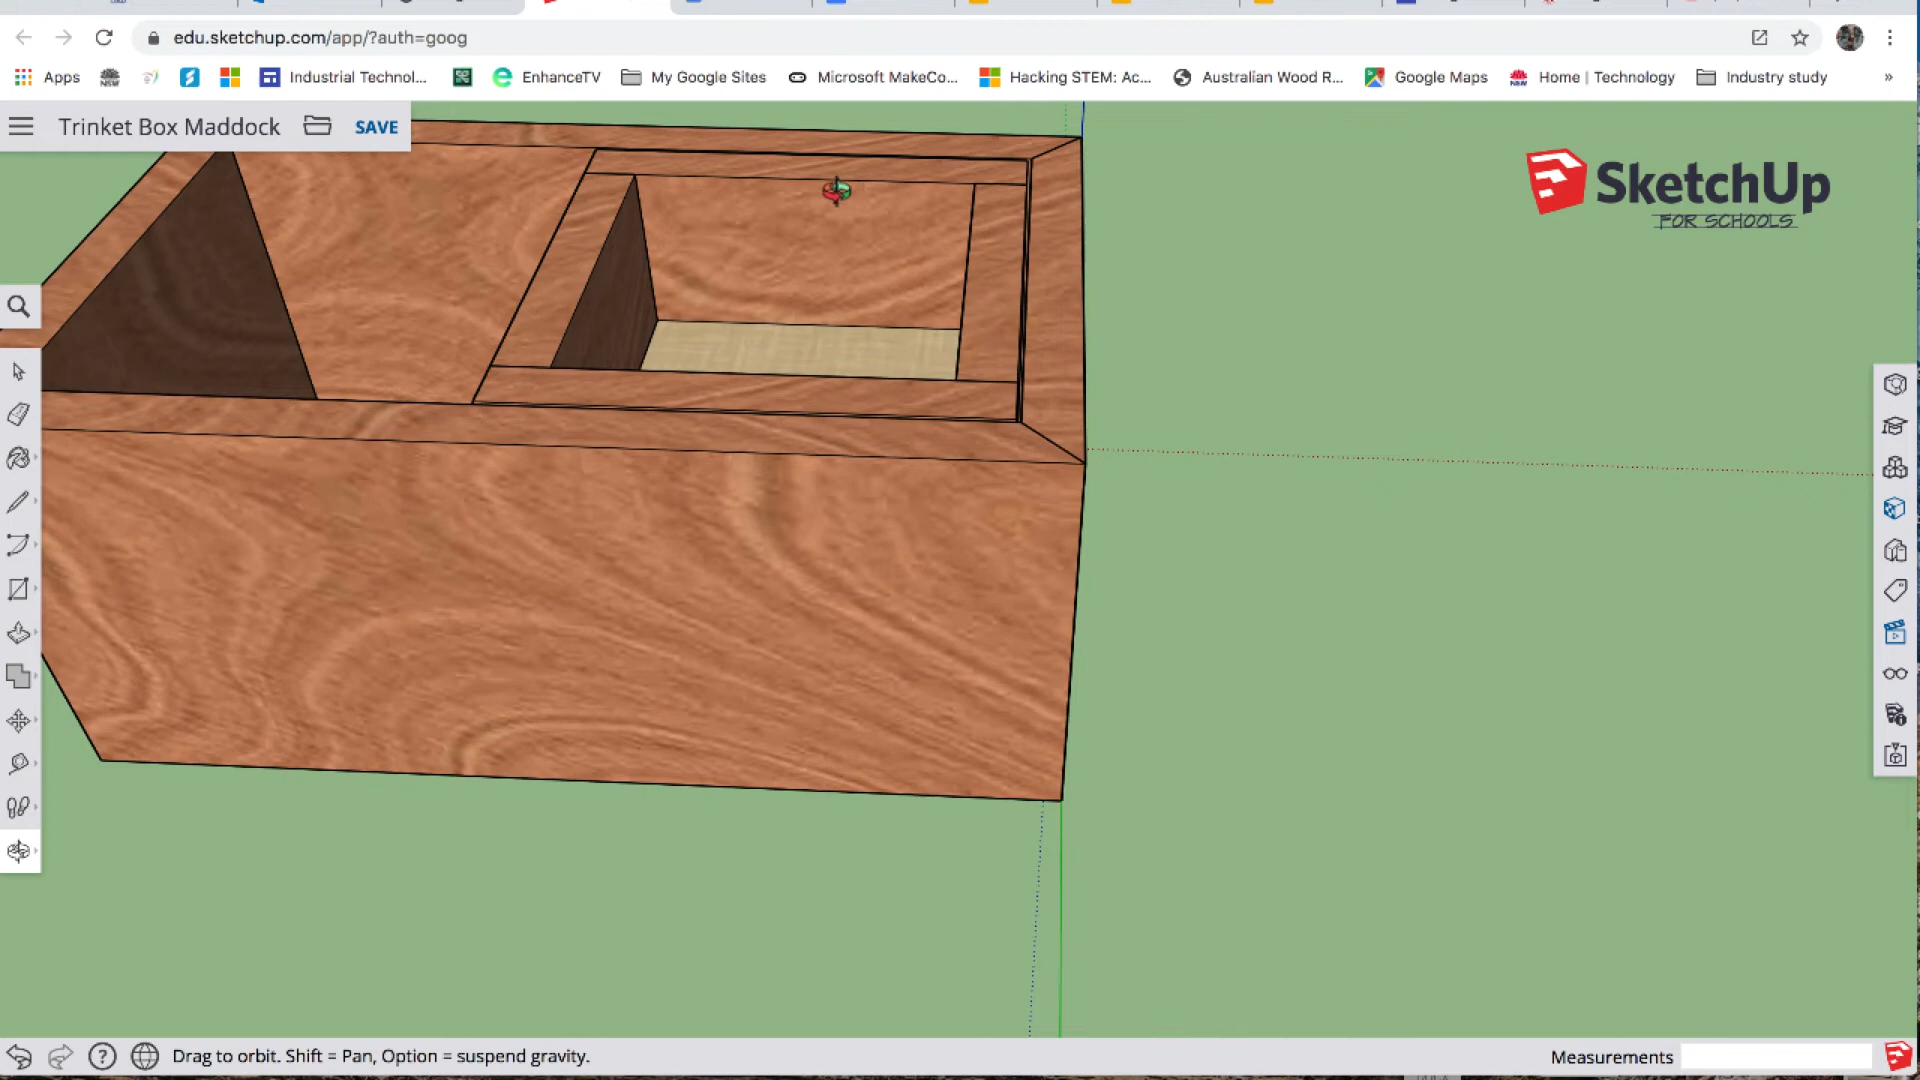 edu.sketchup.com/app/?auth=goog
Apps Industrial Technol... EnhanceTV My Google Sites Microsoft MakeCo... Hacking STEM: Ac... Australian Wood R... Google Maps Home | Technology Industry study »
Trinket Box Maddock SAVE
SketchUp
FOR SCHOOLS
Drag to orbit. Shift = Pan, Option = suspend gravity.
Measurements